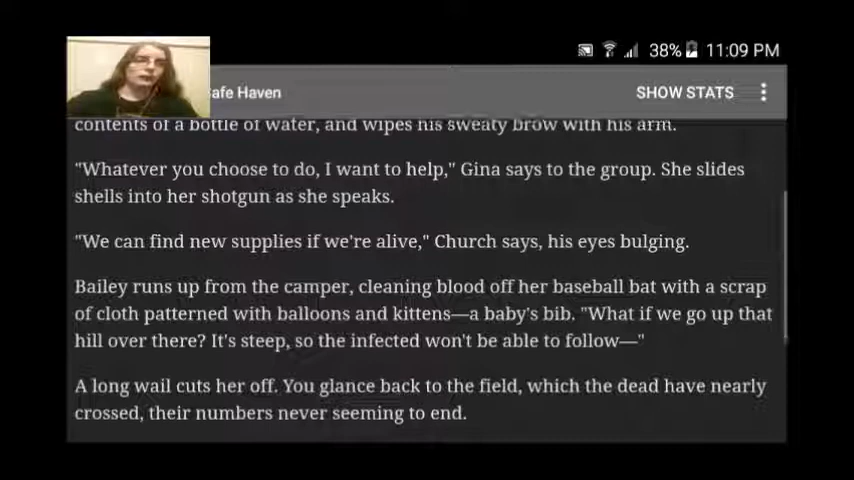 38% 11:09 PM
afe Haven SHOW STATS
contents of a bottle of water, and wipes his sweaty brow with his arm.
"Whatever you choose to do, I want to help," Gina says to the group. She slides
shells into her shotgun as she speaks.
"We can find new supplies if we're alive," Church says, his eyes bulging.
Bailey runs up from the camper, cleaning blood off her baseball bat with a scrap
of cloth patterned with balloons and kittens—a baby's bib. "What if we go up that
hill over there? It's steep, so the infected won't be able to follow—"
A long wail cuts her off. You glance back to the field, which the dead have nearly
crossed, their numbers never seeming to end.